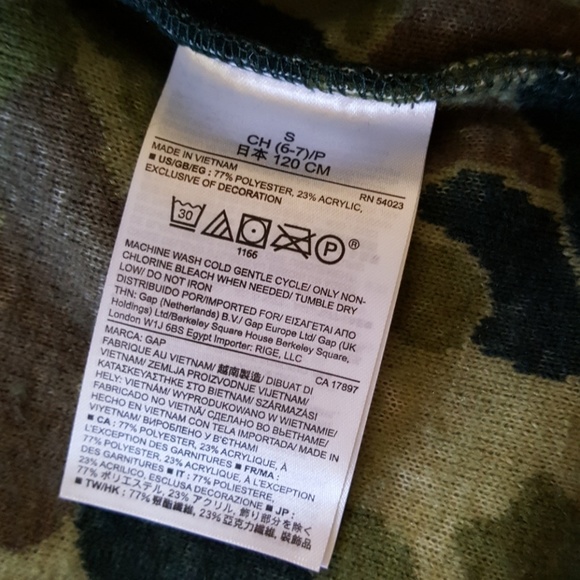 S
CH (6-7)/P
日本 120 CM
MADE IN VIETNAM RN 54023
■ US/GB/EG : 77% POLYESTER, 23% ACRYLIC,
EXCLUSIVE OF DECORATION
30 P ®
1166
MACHINE WASH COLD GENTLE CYCLE/ ONLY NON-
CHLORINE BLEACH WHEN NEEDED/ TUMBLE DRY
LOW/ DO NOT IRON
DISTRIBUIDO POR/IMPORTED FOR/ ΕΙΣΑΓΕΤΑΙ ΑΠΟ
THN: Gap (Netherlands) B.V./ Gap Europe Ltd/ Gap (UK
Holdings) Ltd/Berkeley Square House Berkeley Square,
London W1J 6BS Egypt Importer: RIGE, LLC
MARCA: GAP CA 17897
FABRIQUE AU VIETNAM/ 越南製造/ DIBUAT DI
VIETNAM/ ZEMLJA PROIZVODNJE VIJETNAM/
ΚΑΤΑΣΚΕΥΑΣΤΗΚΕ ΣΤΟ ΒΙΕΤΝΑΜ/ SZÁRMAZÁSI
HELY: VIETNÁM/ WYPRODUKOWANO W WIETNAMIE/
FABRICADO NO VIETNÃ/ СДЕЛАНО ВО ВЬЕТНАМЕ/
HECHO EN VIETNAM CON TELA IMPORTADA/ MADE IN
VİETNAM/ ВИРОБЛЕНО У В'ЄТНАМІ
■ CA : 77% POLYESTER, 23% ACRYLIQUE, À
L'EXCEPTION DES GARNITURES ■ FR/MA :
77% POLYESTER, 23% ACRYLIQUE, À L'EXCEPTION
DES GARNITURES ■ IT : 77% POLIESTERE,
23% ACRILICO, ESCLUSA DECORAZIONE ■ JP :
77% ポリエステル, 23% アクリル, 飾り部分を除く
■ TW/HK : 77% 聚酯纖維, 23% 亞克力纖維, 裝飾部